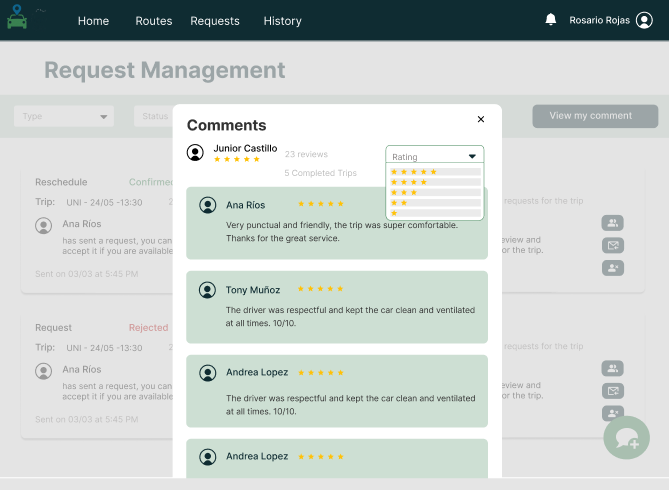 Home Routes Requests History Rosario Rojas
Request Management
Type
Status
View my comment
Comments
Junior Castillo
23 reviews
5 Completed Trips
Rating
Ana Ríos
Very punctual and friendly, the trip was super comfortable.
Thanks for the great service.
Tony Muñoz
The driver was respectful and kept the car clean and ventilated
at all times. 10/10.
Andrea Lopez
The driver was respectful and kept the car clean and ventilated
at all times. 10/10.
Andrea Lopez
Reschedule Confirmed
Trip: UNI - 24/05 -13:30
requests for the trip
Ana Ríos
has sent a request, you can
accept it if you are available
or the trip.
Sent on 03/03 at 5:45 PM
Request Rejected
Trip: UNI - 24/05 -13:30
requests for the trip
Ana Ríos
has sent a request, you can
accept it if you are available
or the trip.
Sent on 03/03 at 5:45 PM